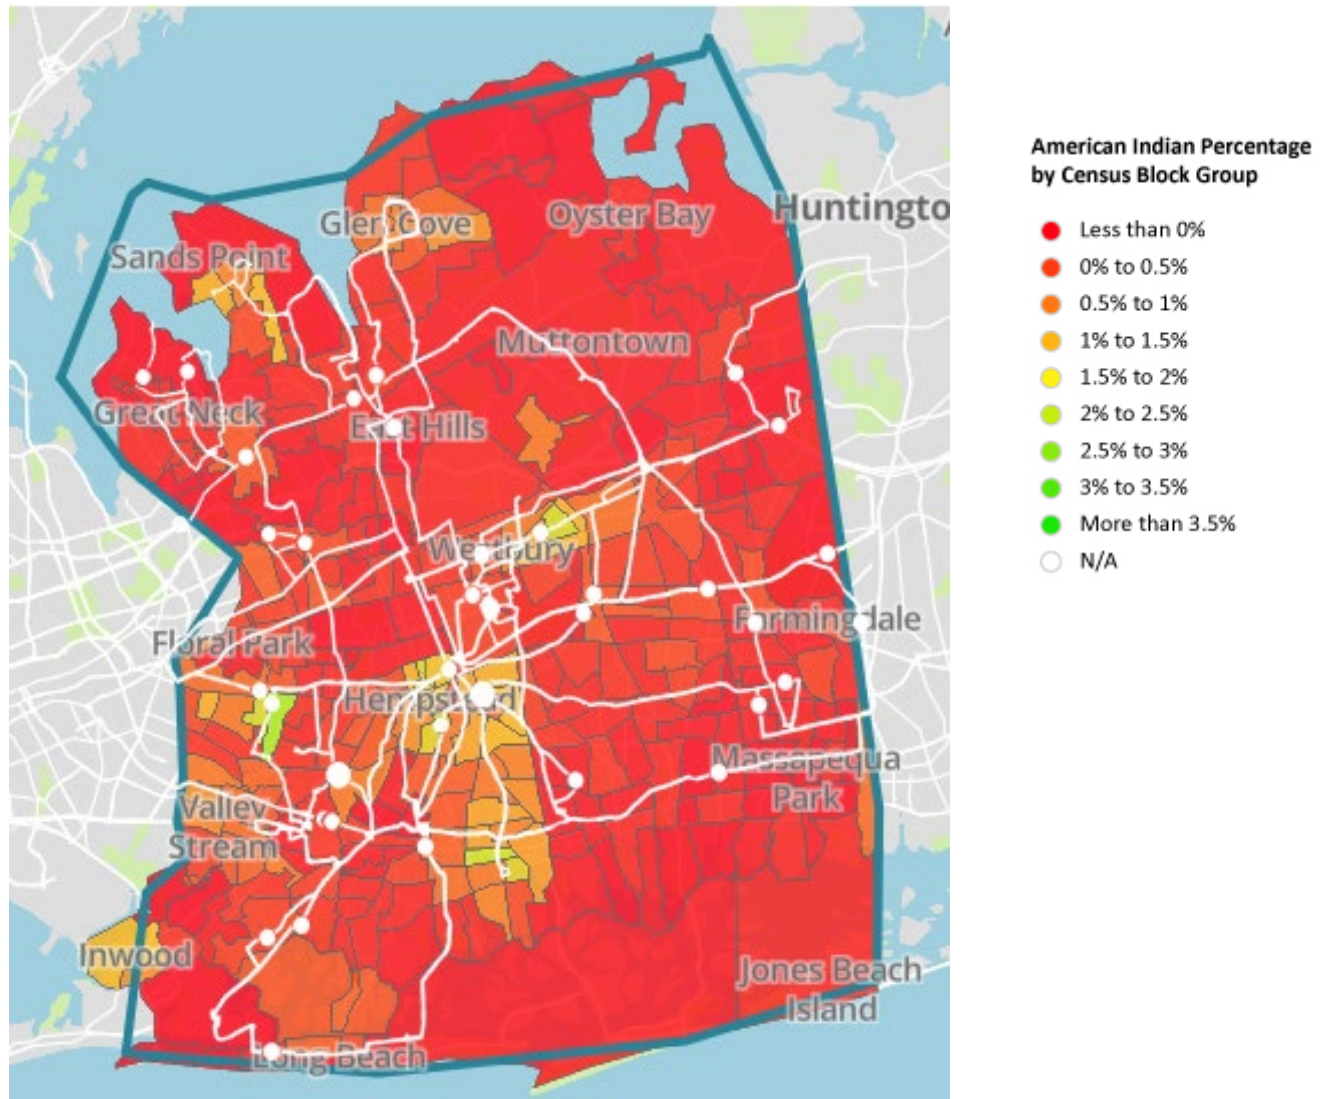 American Indian Percentage
by Census Block Group
Less than 0%
0% to 0.5%
0.5% to 1%
1% to 1.5%
1.5% to 2%
2% to 2.5%
2.5% to 3%
3% to 3.5%
More than 3.5%
N/A
Huntingto
Oyster Bay
Glen Cove
Sands Point
Muttontown
Great Neck
East Hills
Westbury
Farmingdale
Floral Park
Hempstead
Massapequa
Park
Valley
Stream
Inwood
Jones Beach
Island
Long Beach